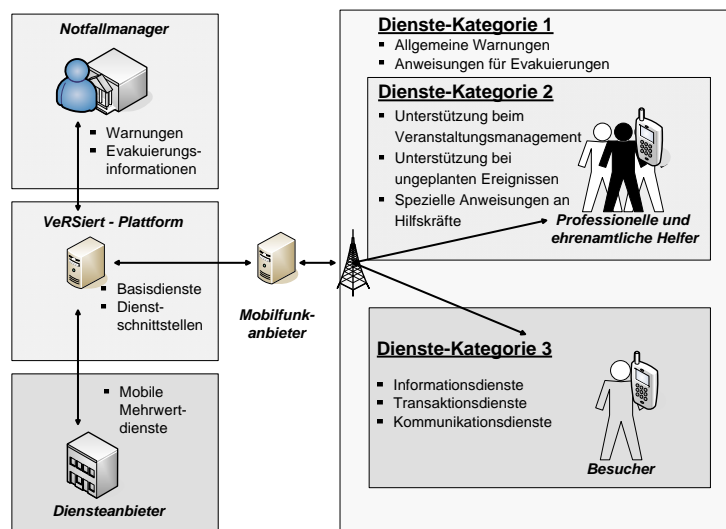 Notfallmanager
▪ Warnungen
▪ Evakuierungs-
informationen
VeRSiert - Plattform
▪ Basisdienste
▪ Dienst-
schnittstellen
▪ Mobile
Mehrwert-
dienste
Diensteanbieter
Mobilfunk-
anbieter
Dienste-Kategorie 1
▪ Allgemeine Warnungen
▪ Anweisungen für Evakuierungen
Dienste-Kategorie 2
▪ Unterstützung beim
Veranstaltungsmanagement
▪ Unterstützung bei
ungeplanten Ereignissen
▪ Spezielle Anweisungen an
Hilfskräfte
Professionelle und
ehrenamtliche Helfer
Dienste-Kategorie 3
▪ Informationsdienste
▪ Transaktionsdienste
▪ Kommunikationsdienste
Besucher